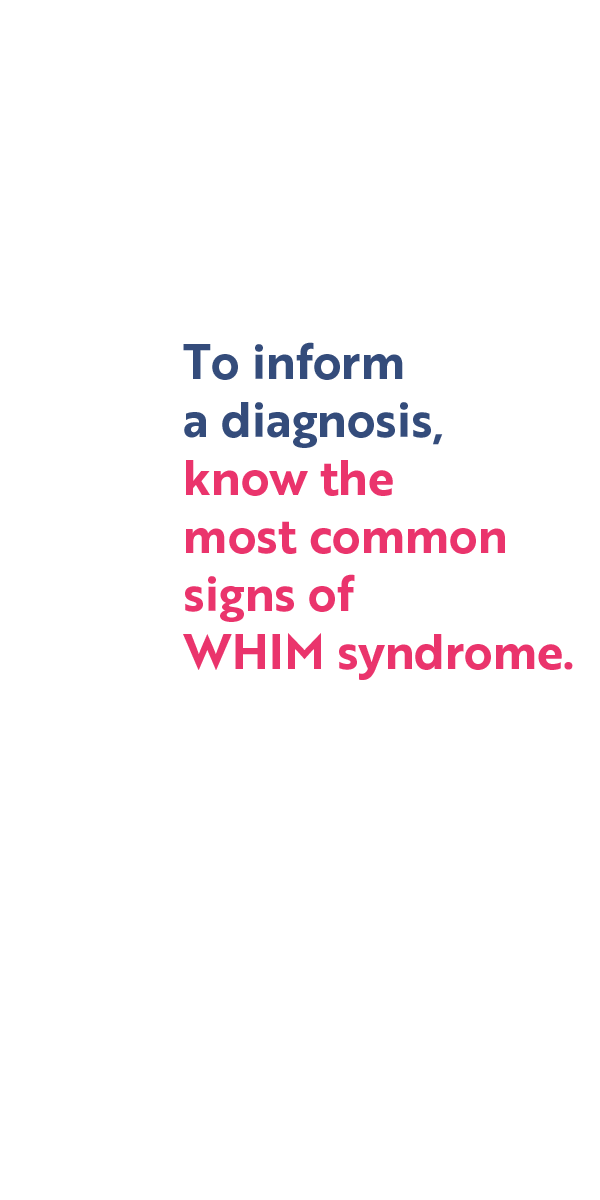 To inform
a diagnosis,
know the
most common
signs of
WHIM syndrome.